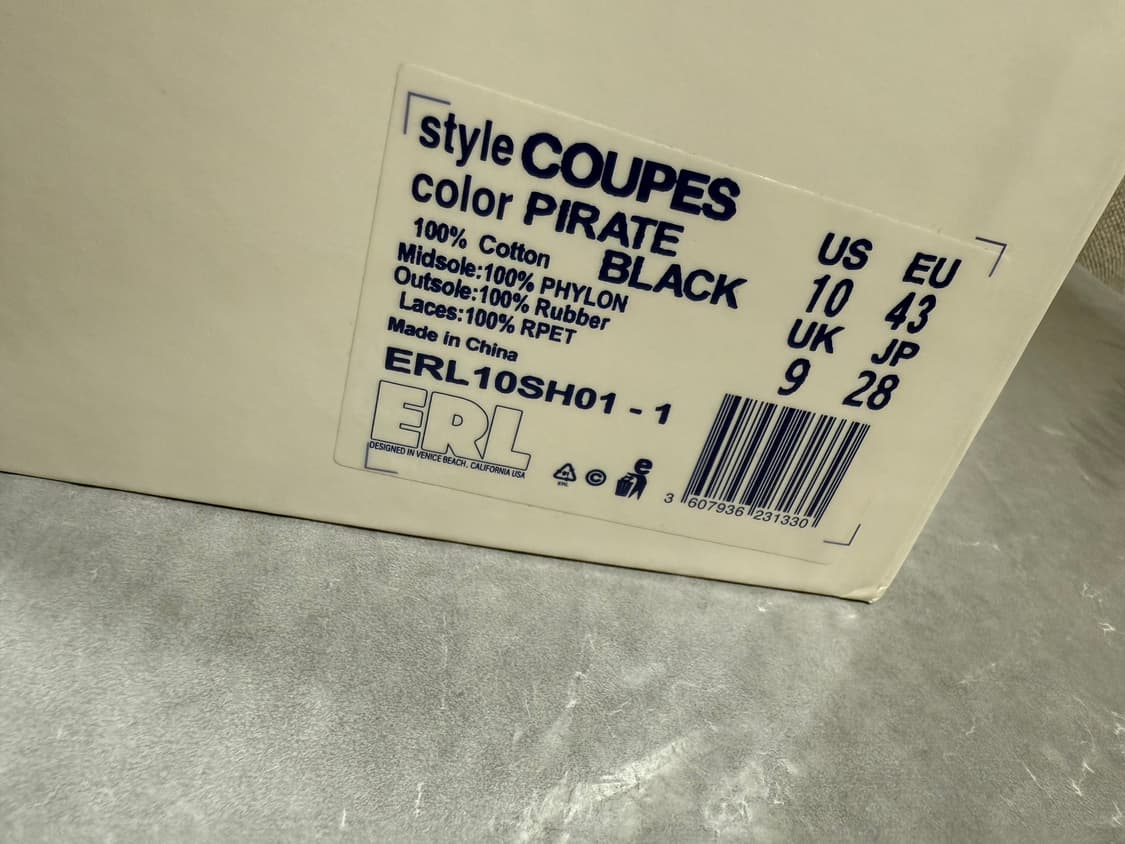 style COUPES
color PIRATE
BLACK
100% Cotton
Midsole:100% PHYLON
Outsole:100% Rubber
Laces:100% RPET
Made in China
ERL10SH01 - 1
ERL
DESIGNED IN VENICE BEACH, CALIFORNIA USA
US EU
10 43
UK JP
9 28
3 607936 231330
©